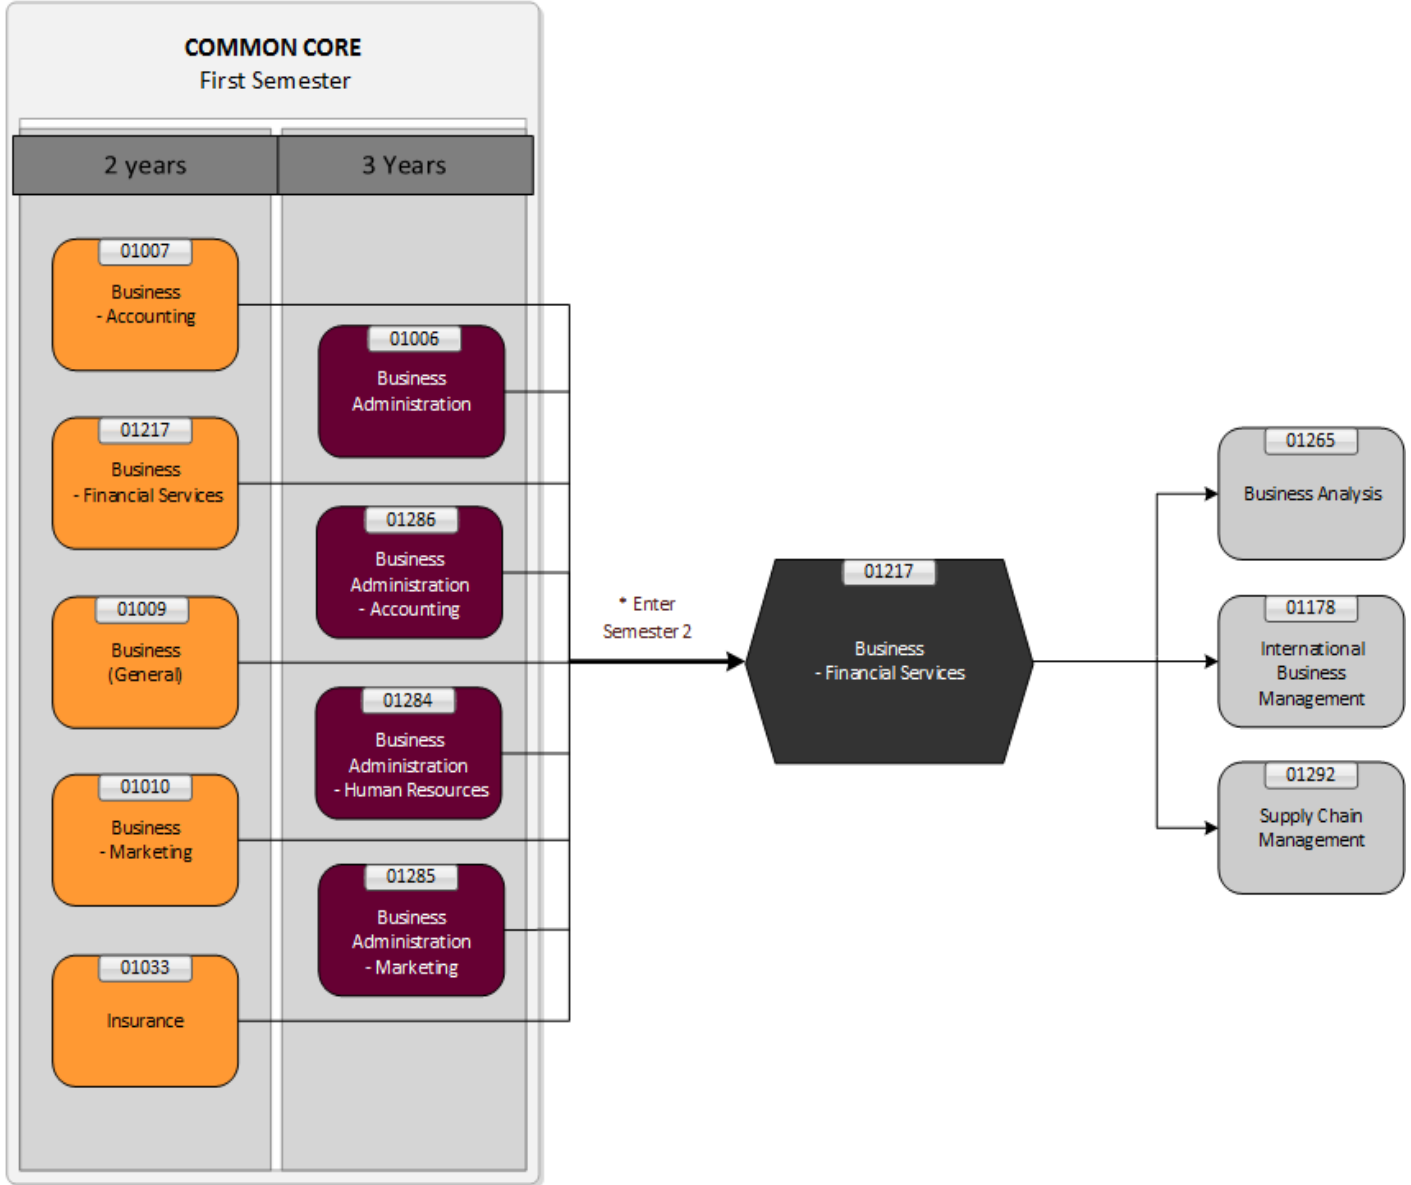 COMMON CORE
First Semester
2 years
3 Years
01007
Business
- Accounting
01217
Business
- Financial Services
01009
Business
(General)
01010
Business
- Marketing
01033
Insurance
01006
Business
Administration
01286
Business
Administration
- Accounting
01284
Business
Administration
- Human Resources
01285
Business
Administration
- Marketing
* Enter
Semester 2
01217
Business
- Financial Services
01265
Business Analysis
01178
International
Business
Management
01292
Supply Chain
Management